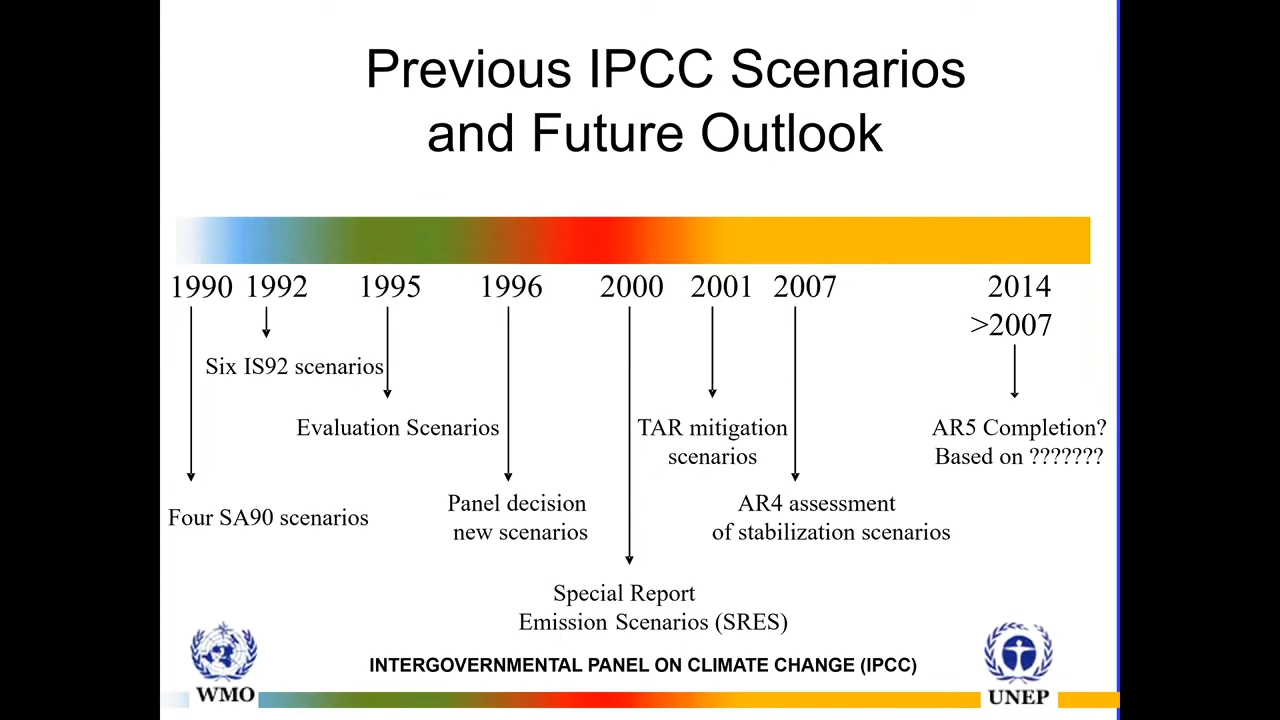 Previous IPCC Scenarios
and Future Outlook
1990 1992 1995 1996 2000 2001 2007 2014
>2007
Six IS92 scenarios
Evaluation Scenarios
TAR mitigation
scenarios
AR5 Completion?
Based on ???????
Four SA90 scenarios
Panel decision
new scenarios
AR4 assessment
of stabilization scenarios
Special Report
Emission Scenarios (SRES)
INTERGOVERNMENTAL PANEL ON CLIMATE CHANGE (IPCC)
WMO
UNEP